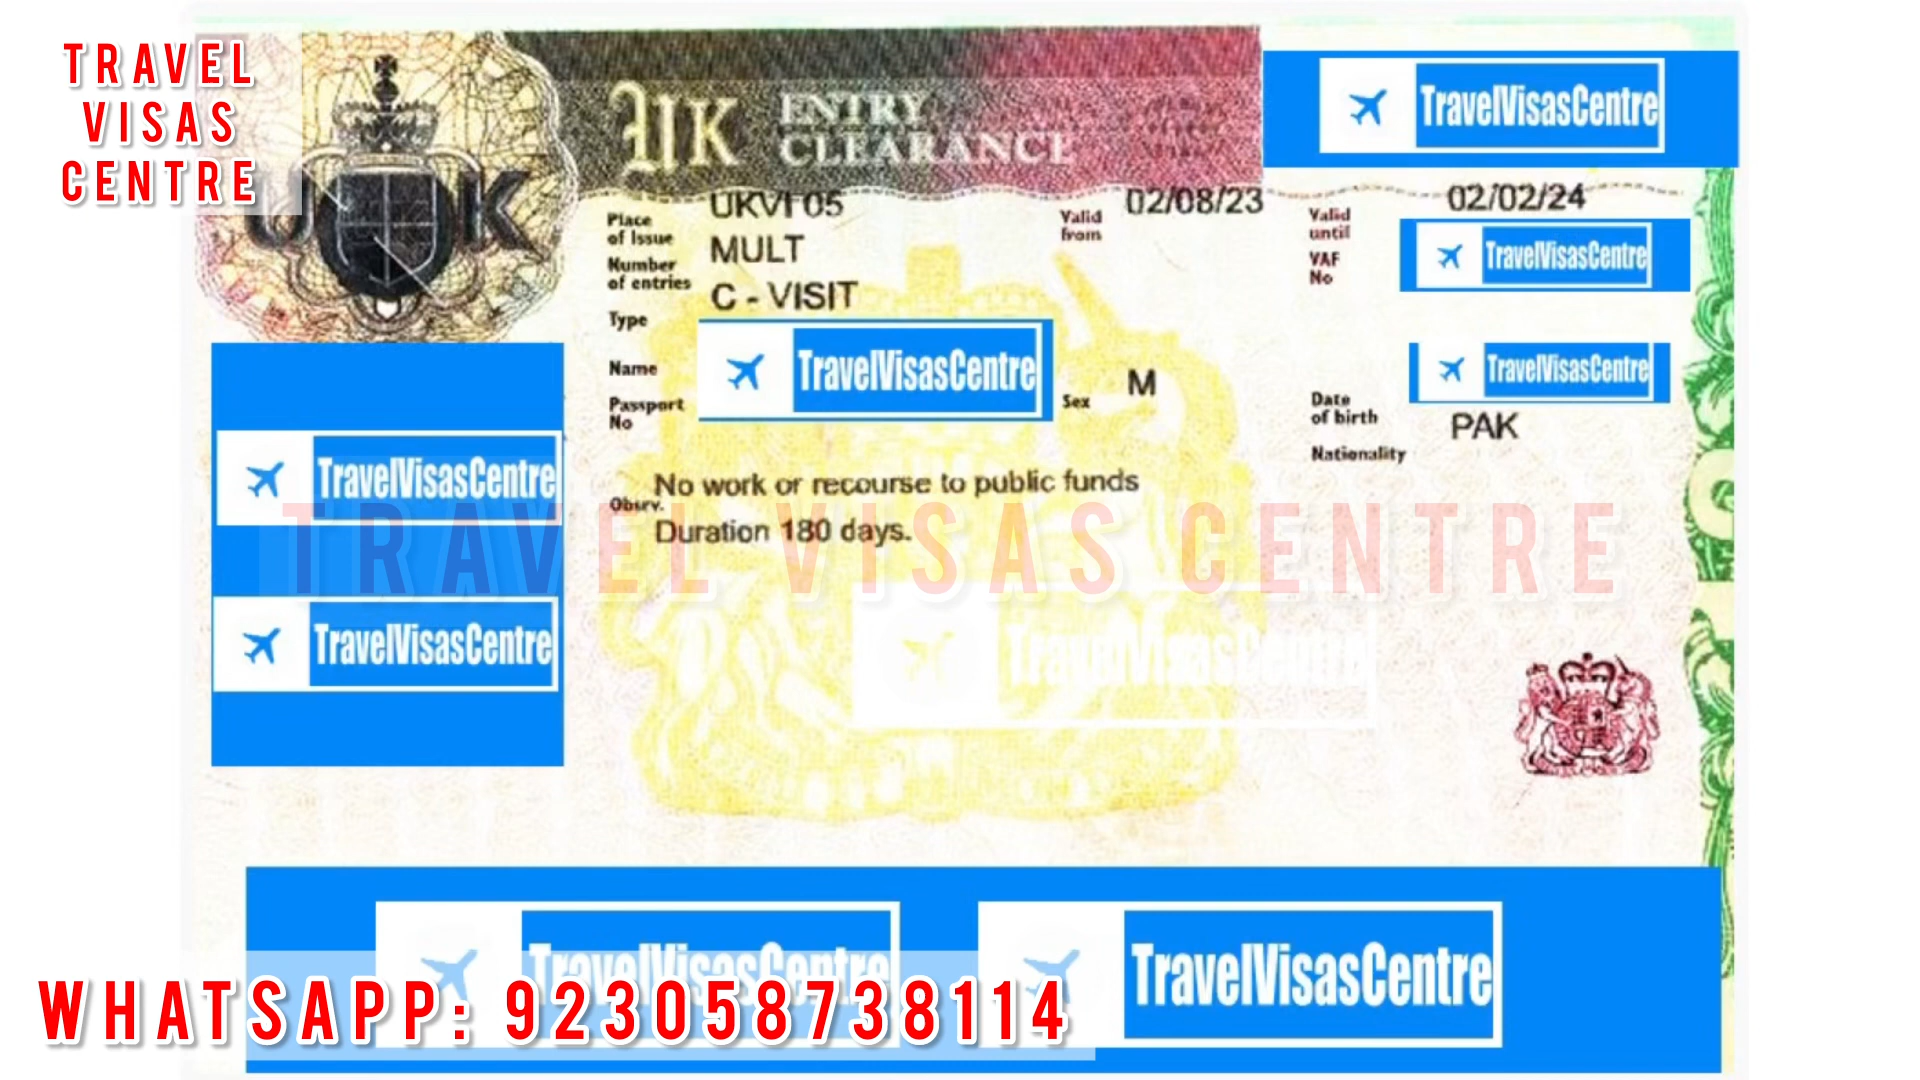 TRAVEL
VISAS
CENTRE
UK
ENTRY
CLEARANCE
TravelVisasCentre
U K
Place
of Issue
UKVI 05
Valid
from
02/08/23
Valid
until
02/02/24
Number
of entries
MULT
VAF
No
TravelVisasCentre
Type
C - VISIT
Name
TravelVisasCentre
Passport
No
Sex
M
Date
of birth
TravelVisasCentre
Nationality
PAK
Obsrv.
No work or recourse to public funds
Duration 180 days.
TravelVisasCentre
TRAVEL VISAS CENTRE
TravelVisasCentre
TravelVisasCentre
TravelVisasCentre
TravelVisasCentre
WHATSAPP: 923058738114